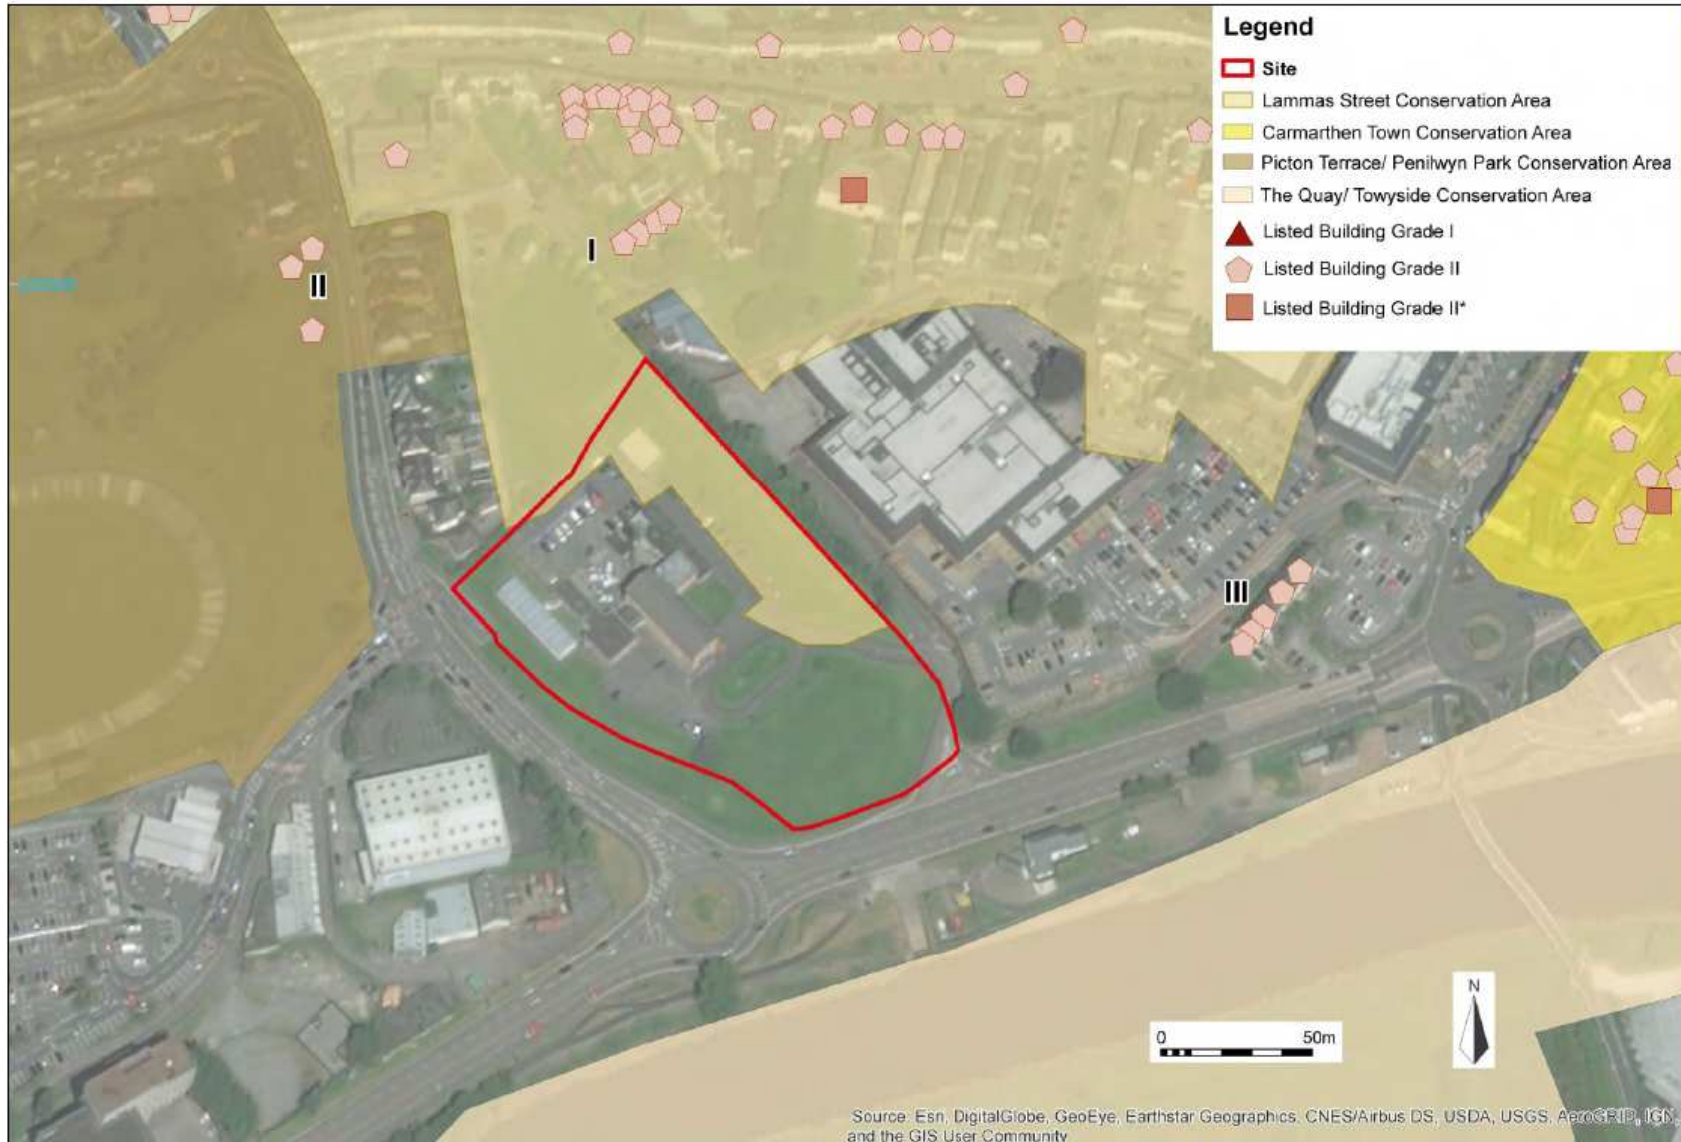 Legend
Site
Lammas Street Conservation Area
Carmarthen Town Conservation Area
Picton Terrace/ Penilwyn Park Conservation Area
The Quay/ Towyside Conservation Area
Listed Building Grade I
Listed Building Grade II
Listed Building Grade II*
I
II
III
N
0 50m
Source: Esri, DigitalGlobe, GeoEye, Earthstar Geographics, CNES/Airbus DS, USDA, USGS, AeroGRID, IGN,
and the GIS User Community